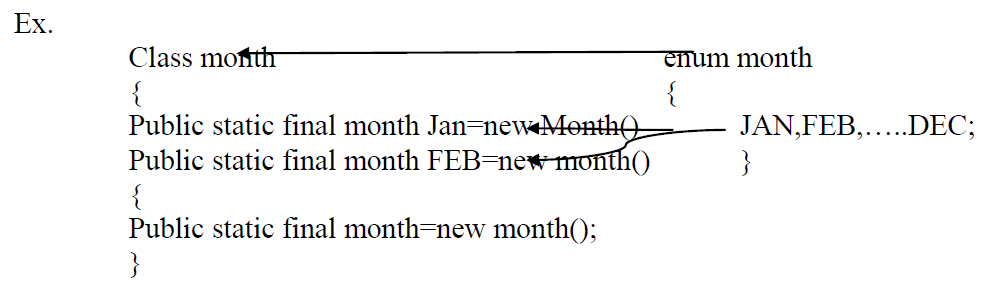 Ex.
Class month enum month
{ {
Public static final month Jan=new Month() JAN,FEB,…..DEC;
Public static final month FEB=new month() }
{
Public static final month=new month();
}